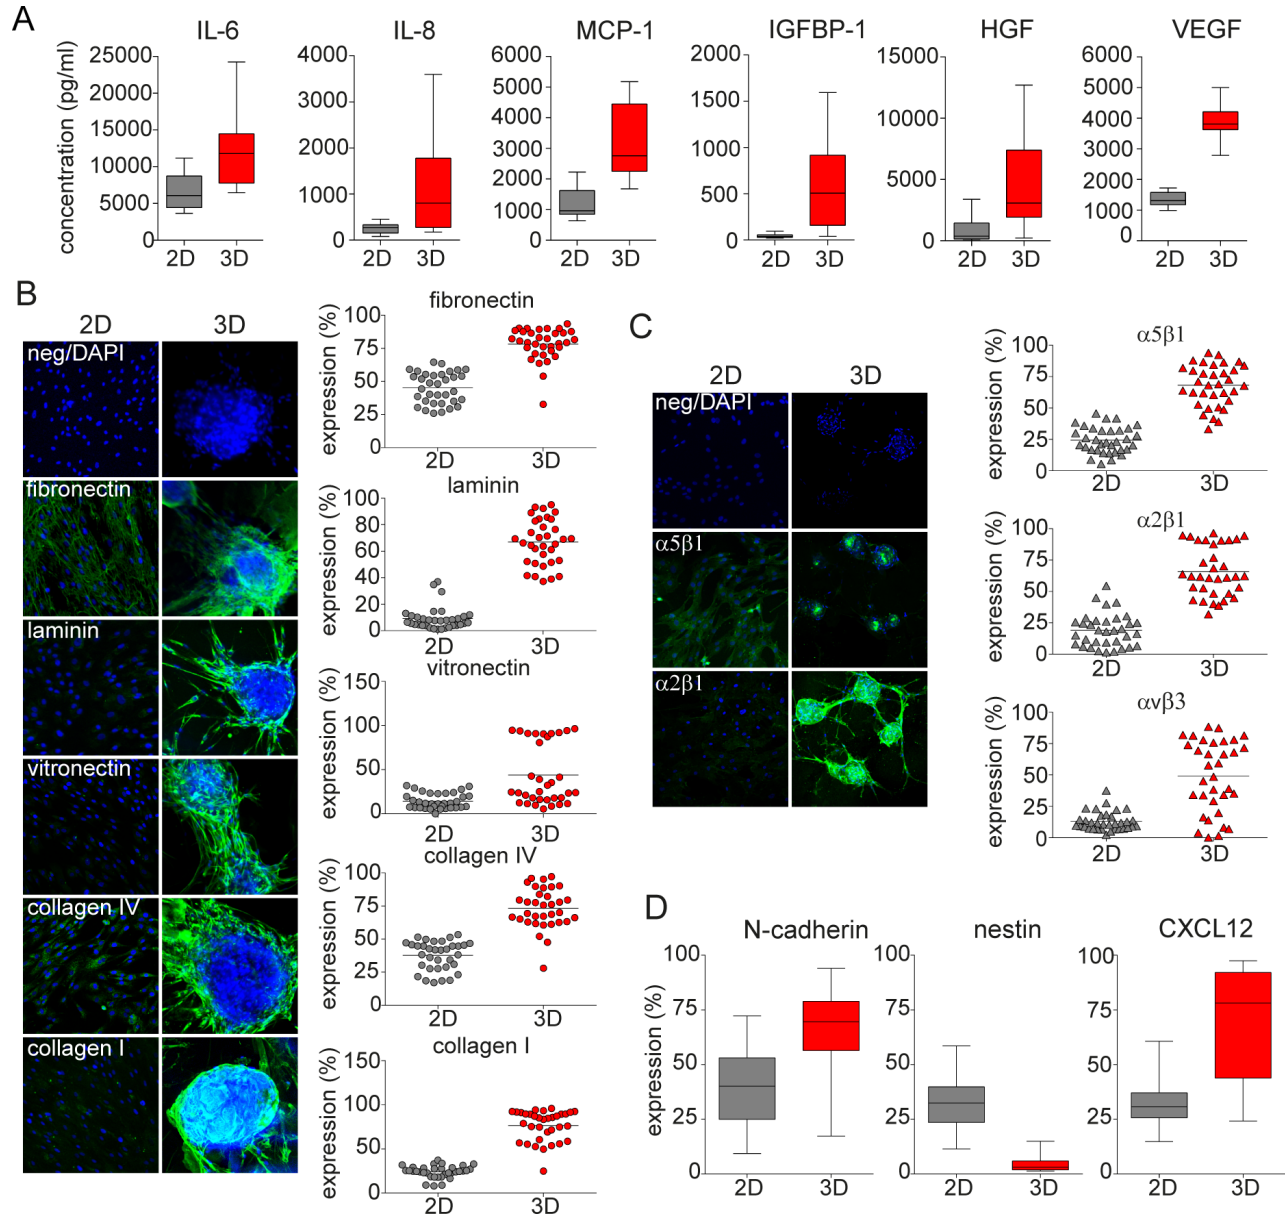 A
IL-6
IL-8
MCP-1
IGFBP-1
HGF
VEGF
concentration (pg/ml)
25000
20000
15000
10000
5000
0
2D
3D
4000
3000
2000
1000
0
2D
3D
6000
5000
4000
3000
2000
1000
0
2D
3D
2000
1500
1000
500
0
2D
3D
15000
10000
5000
0
2D
3D
6000
5000
4000
3000
2000
1000
0
2D
3D
B
2D
3D
neg/DAPI
fibronectin
laminin
vitronectin
collagen IV
collagen I
fibronectin
expression (%)
100
75
50
25
0
2D
3D
laminin
expression (%)
100
80
60
40
20
0
2D
3D
vitronectin
expression (%)
150
100
50
0
2D
3D
collagen IV
expression (%)
100
75
50
25
0
2D
3D
collagen I
expression (%)
150
100
50
0
2D
3D
C
2D
3D
neg/DAPI
α5β1
α2β1
α5β1
expression (%)
100
75
50
25
0
2D
3D
α2β1
expression (%)
100
75
50
25
0
2D
3D
αvβ3
expression (%)
100
75
50
25
0
2D
3D
D
N-cadherin
nestin
CXCL12
expression (%)
100
75
50
25
0
2D
3D
100
75
50
25
0
2D
3D
100
75
50
25
0
2D
3D